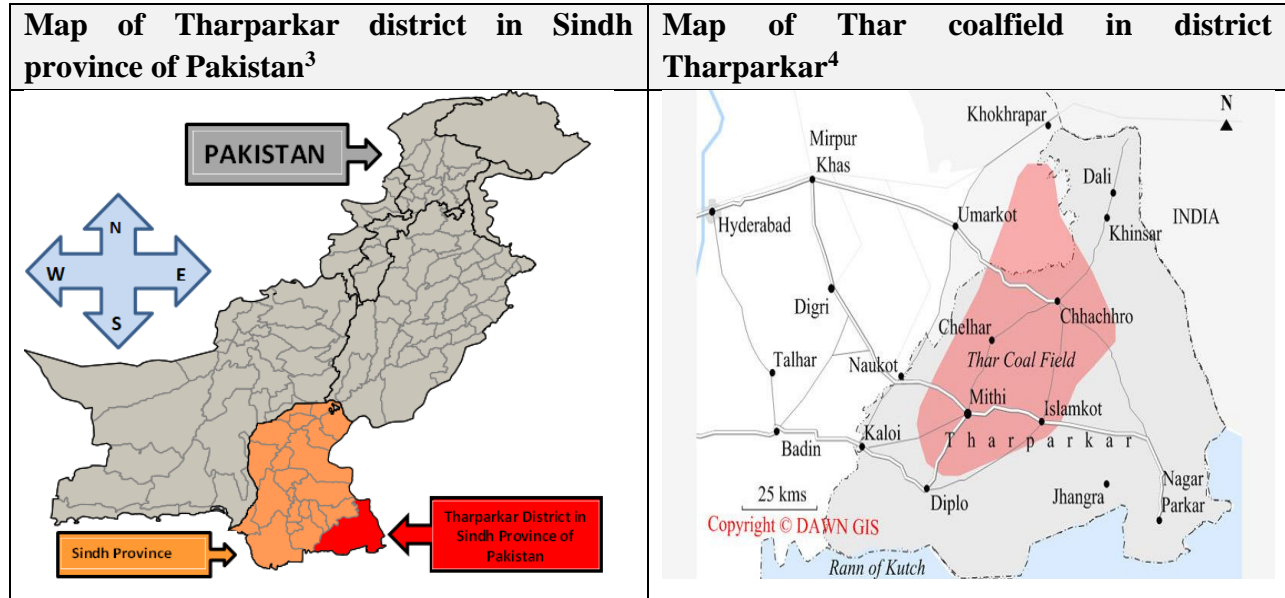 Map of Tharparkar district in Sindh
province of Pakistan3
PAKISTAN
N
W
E
S
Sindh Province
Tharparkar District in
Sindh Province of
Pakistan
Map of Thar coalfield in district
Tharparkar4
Khokhrapar
N
Mirpur
Khas
Dali
Hyderabad
Umarkot
INDIA
Khinsar
Digri
Chhachhro
Chelhar
Thar Coal Field
Talhar
Naukot
Mithi
Islamkot
Tharparkar
Badin
Kaloi
Nagar
Parkar
25 kms
Diplo
Jhangra
Copyright © DAWN GIS
Rann of Kutch